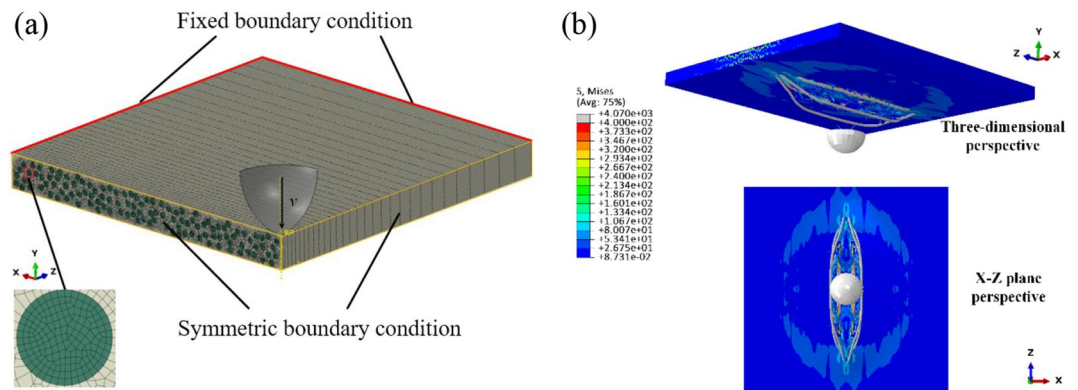 (a)
Fixed boundary condition
v
RP
X
Y
Z
Symmetric boundary condition
(b)
S, Mises
(Avg: 75%)
+4.070e+03
+4.000e+02
+3.733e+02
+3.467e+02
+3.200e+02
+2.934e+02
+2.667e+02
+2.400e+02
+2.134e+02
+1.867e+02
+1.601e+02
+1.334e+02
+1.067e+02
+8.007e+01
+5.341e+01
+2.675e+01
+8.731e-02
Y
Z
X
Three-dimensional
perspective
X-Z plane
perspective
Z
X